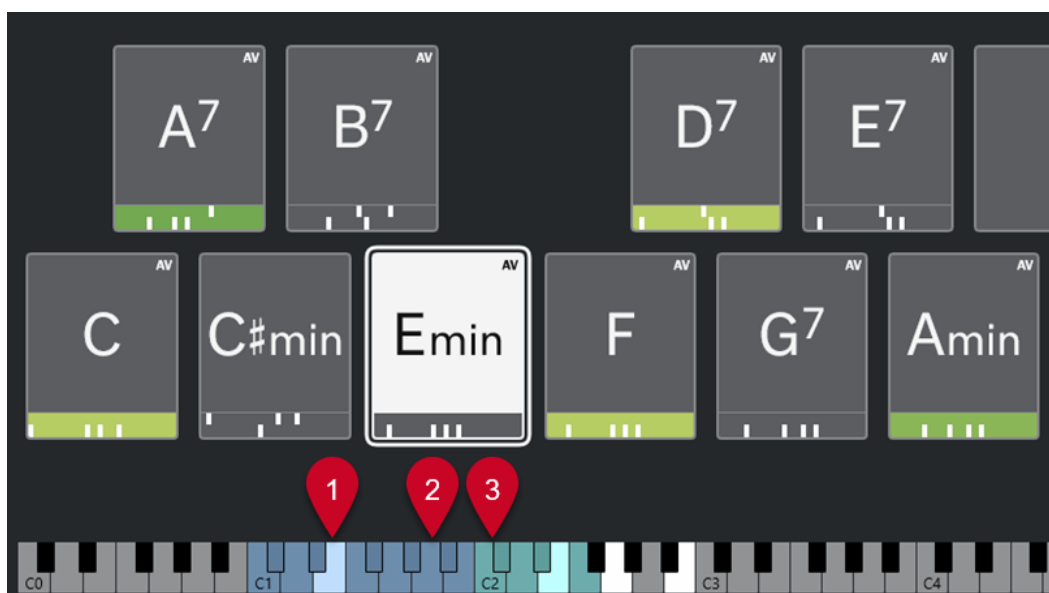 AV AV AV AV
A7 B7 D7 E7
AV AV AV AV AV
C C♯min Emin F G7 Amin
1 2 3
C0 C1 C2 C3 C4